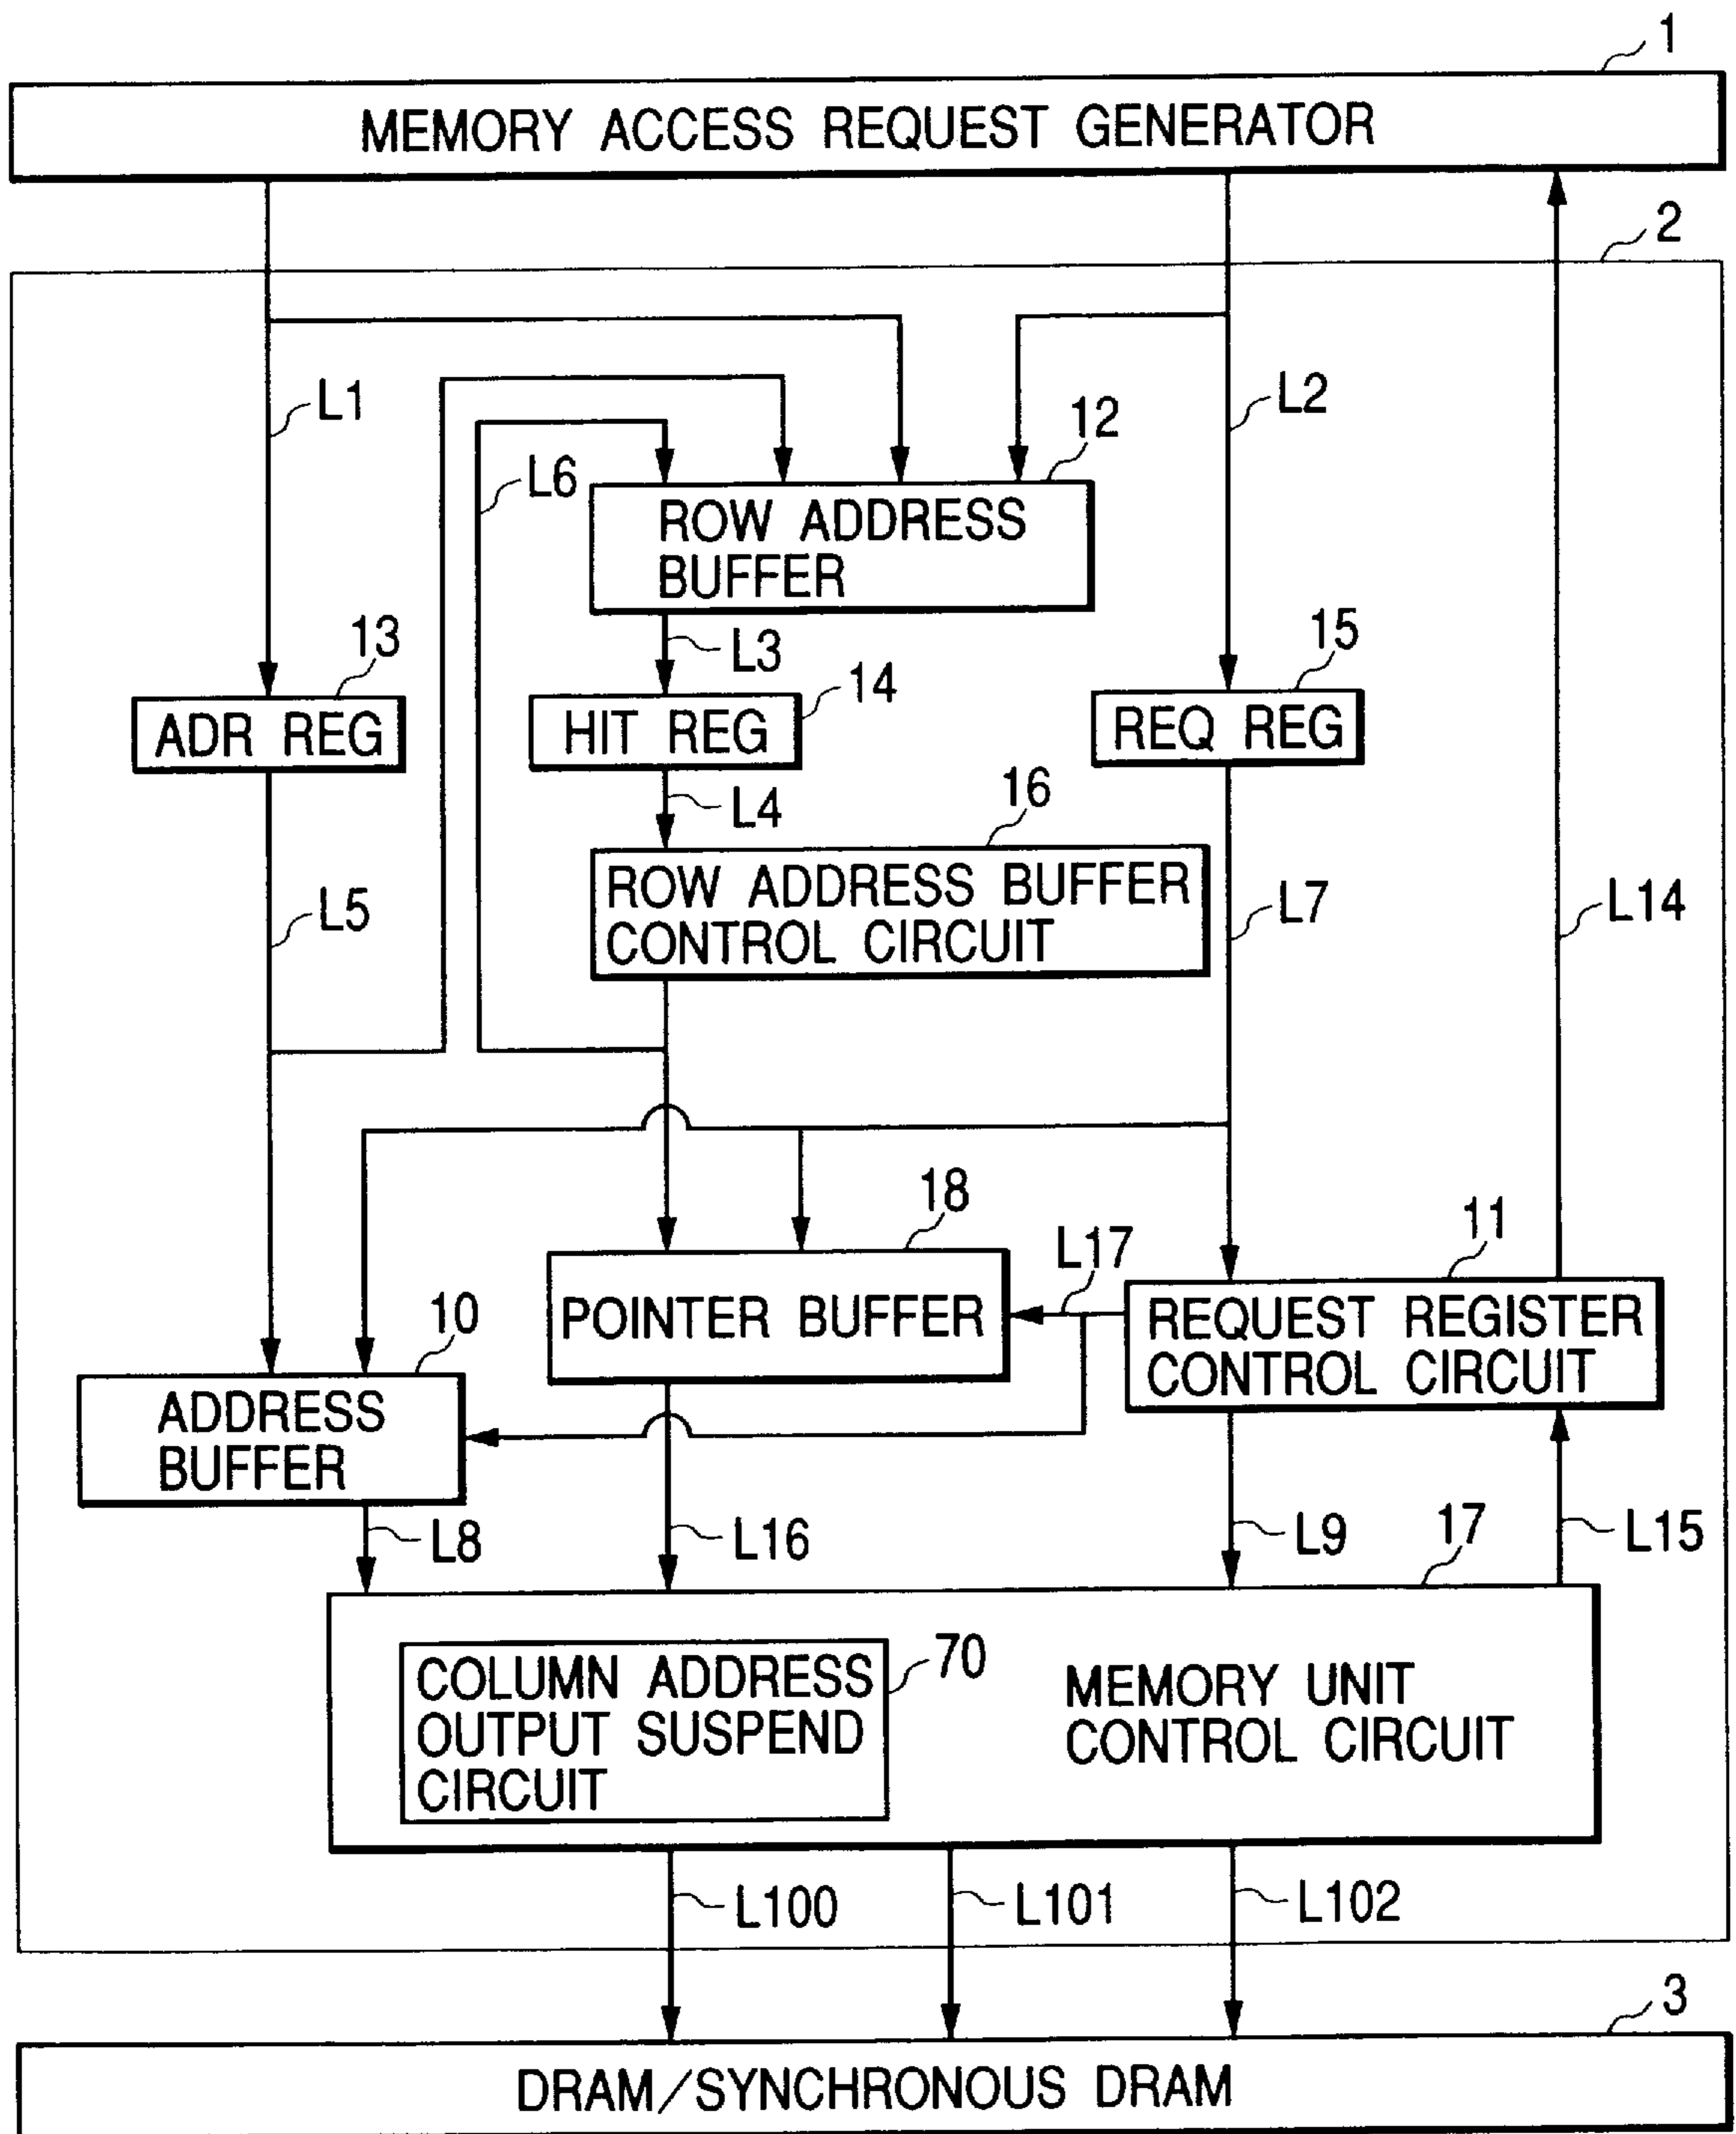 1
MEMORY ACCESS REQUEST GENERATOR
2
L1
L2
12
L6
ROW ADDRESS
BUFFER
13
L3
15
14
ADR REG
HIT REG
REQ REG
L4
16
ROW ADDRESS BUFFER
CONTROL CIRCUIT
L5
L7
L14
18
11
L17
10
POINTER BUFFER
REQUEST REGISTER
CONTROL CIRCUIT
ADDRESS
BUFFER
L8
L16
L9
17
L15
COLUMN ADDRESS
OUTPUT SUSPEND
CIRCUIT
70
MEMORY UNIT
CONTROL CIRCUIT
L100
L101
L102
3
DRAM/SYNCHRONOUS DRAM